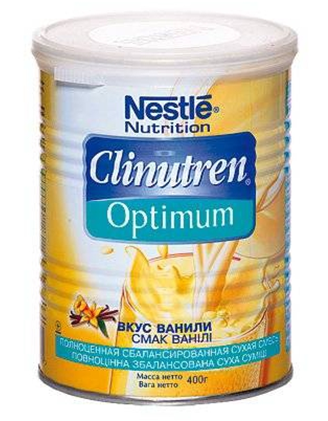 Nestlé®
Nutrition
Clinutren®
Optimum
ВКУС ВАНИЛИ
СМАК ВАНІЛІ
ПОЛНОЦЕННАЯ СБАЛАНСИРОВАННАЯ СУХАЯ СМЕСЬ
ПОВНОЦІННА ЗБАЛАНСОВАНА СУХА СУМІШ
Масса нетто
Вага нетто 400г